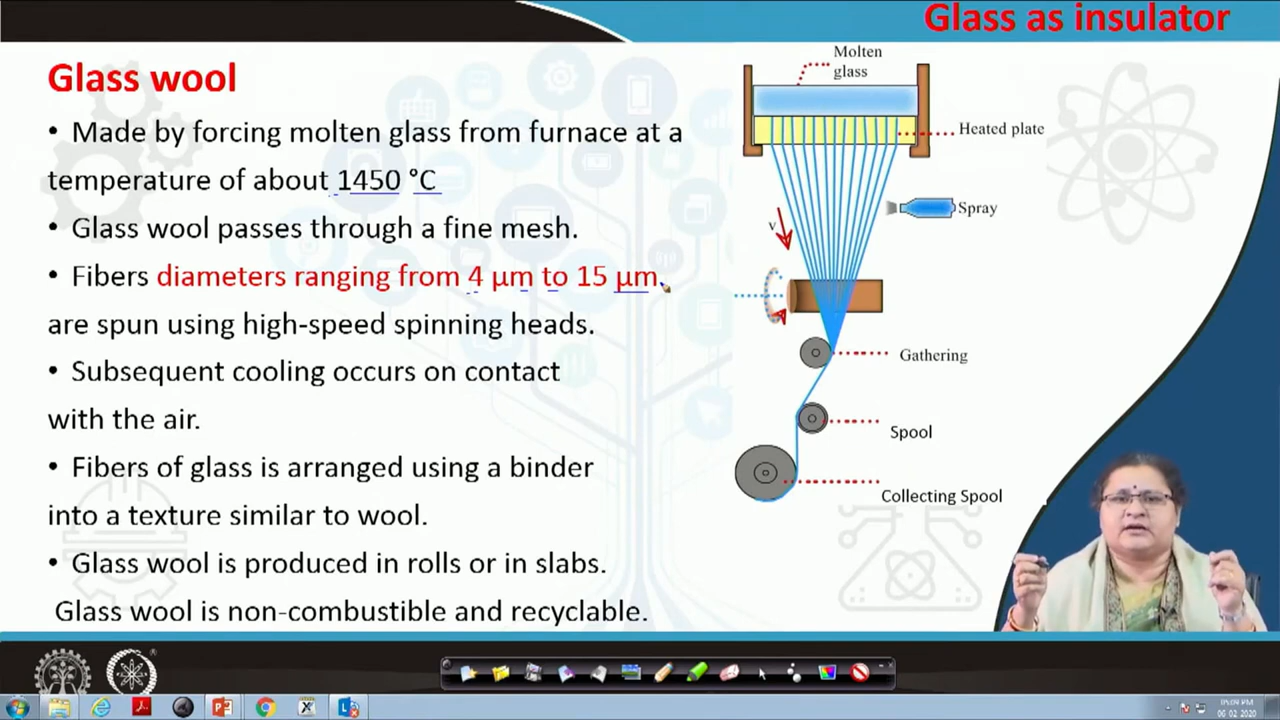 Glass as insulator
Glass wool
• Made by forcing molten glass from furnace at a
temperature of about 1450 °C
• Glass wool passes through a fine mesh.
• Fibers diameters ranging from 4 µm to 15 µm,
are spun using high-speed spinning heads.
• Subsequent cooling occurs on contact
with the air.
• Fibers of glass is arranged using a binder
into a texture similar to wool.
• Glass wool is produced in rolls or in slabs.
Glass wool is non-combustible and recyclable.
Molten
glass
Heated plate
Spray
v
Gathering
Spool
Collecting Spool